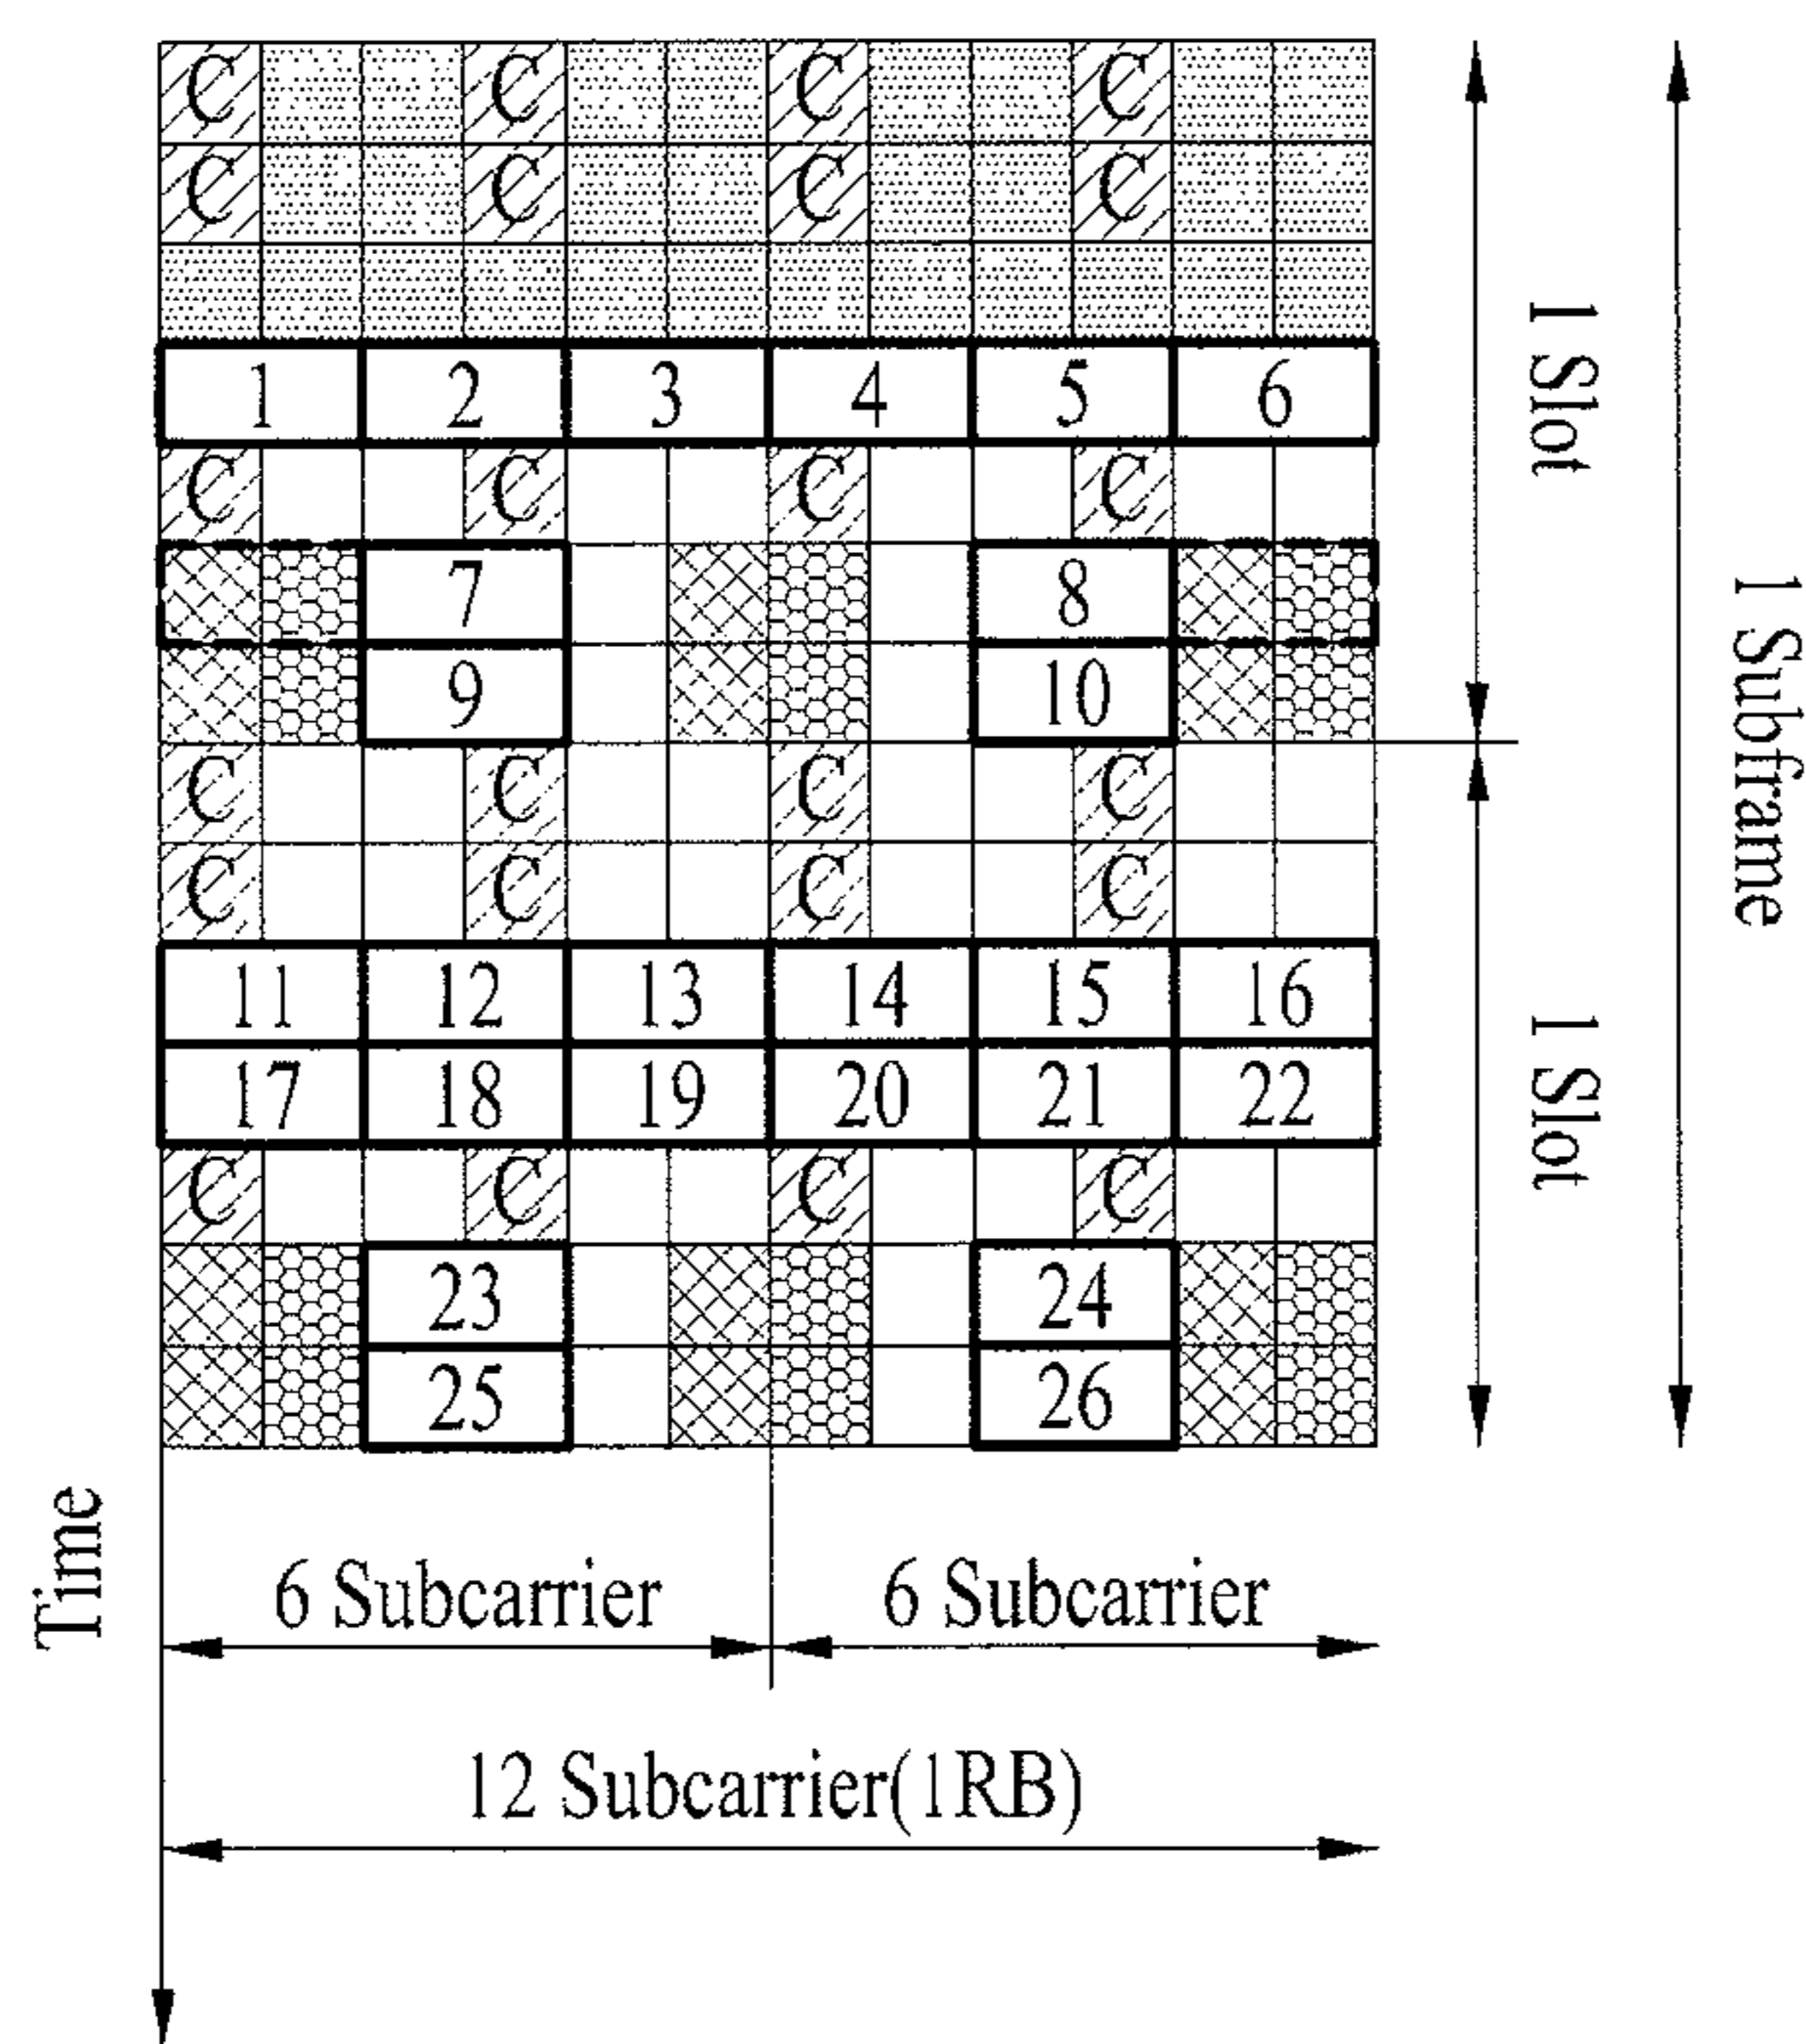 C C C C
C C C C
1 2 3 4 5 6
C C C C
7 8
9 10
C C C C
C C C C
11 12 13 14 15 16
17 18 19 20 21 22
C C C C
23 24
25 26
1 Slot
1 Slot
1 Subframe
Time
6 Subcarrier 6 Subcarrier
12 Subcarrier(1RB)